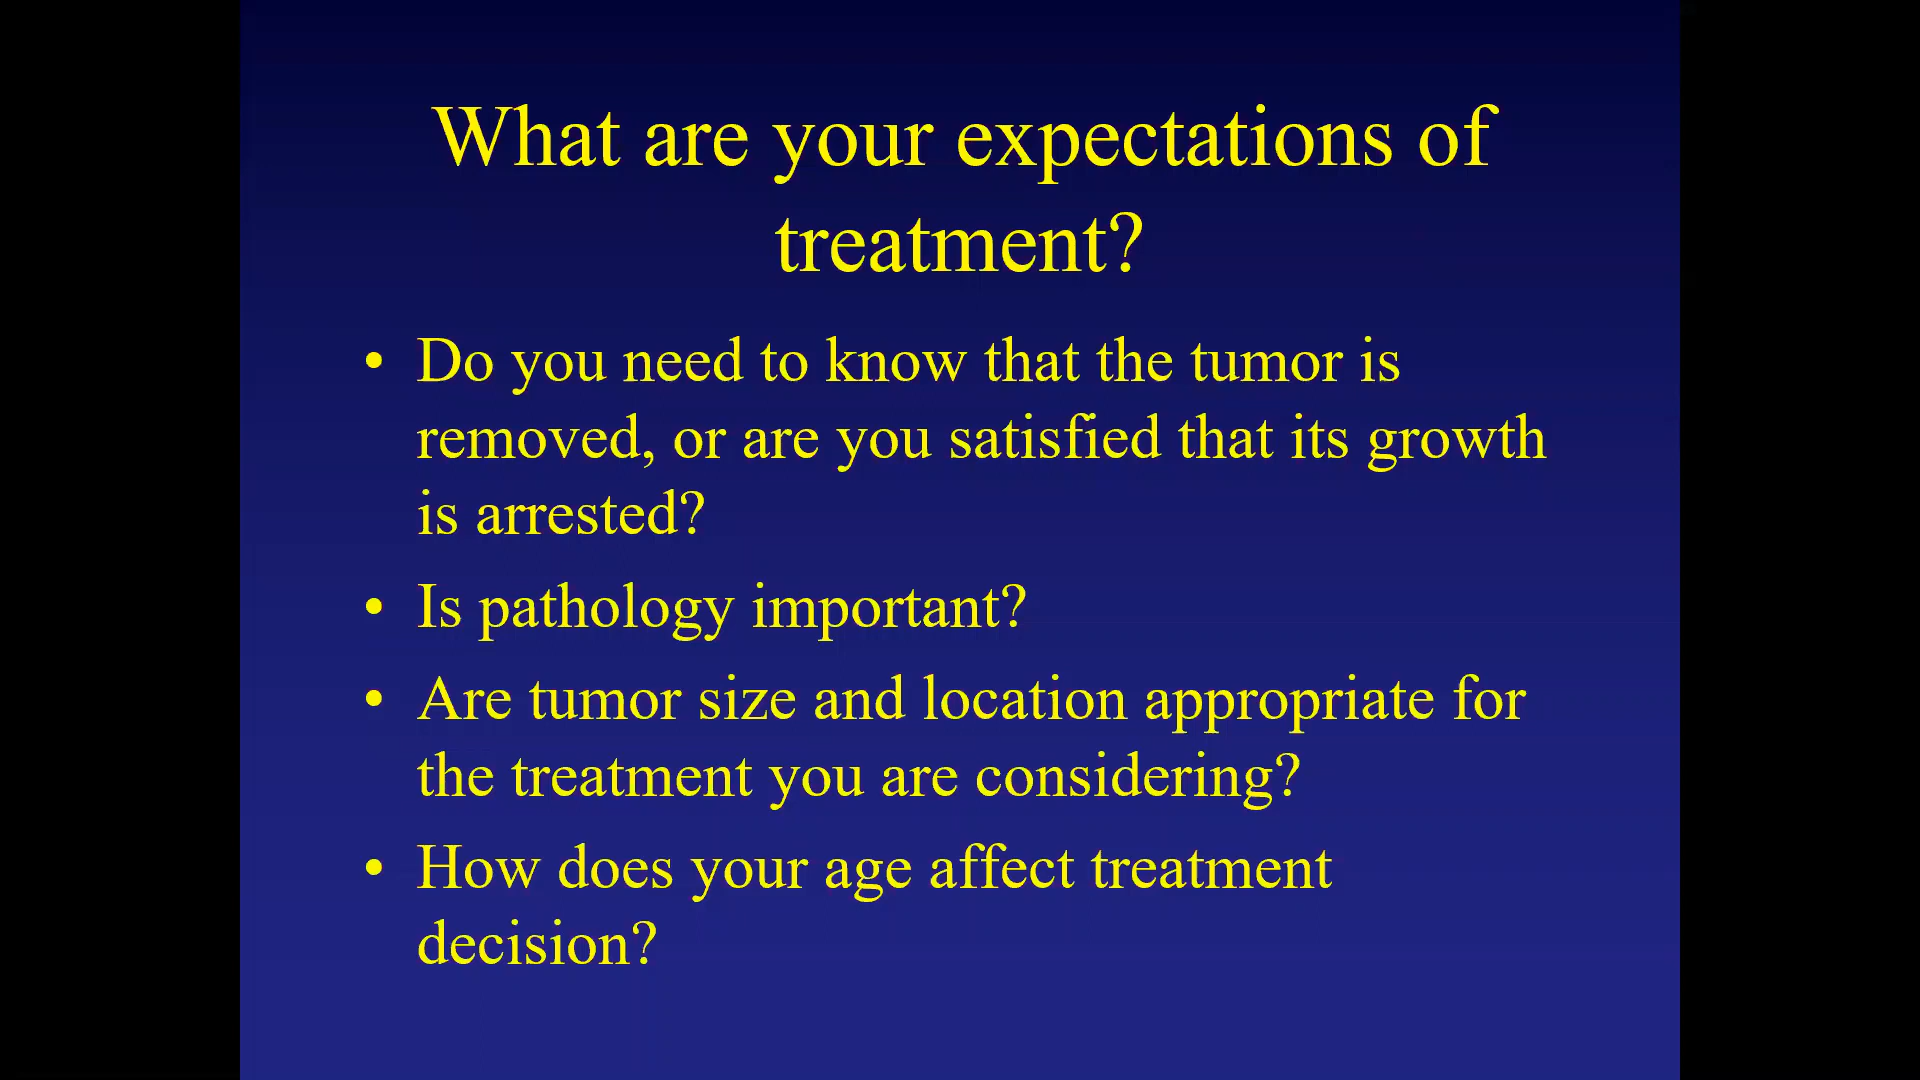 What are your expectations of
treatment?
• Do you need to know that the tumor is
removed, or are you satisfied that its growth
is arrested?
• Is pathology important?
• Are tumor size and location appropriate for
the treatment you are considering?
• How does your age affect treatment
decision?